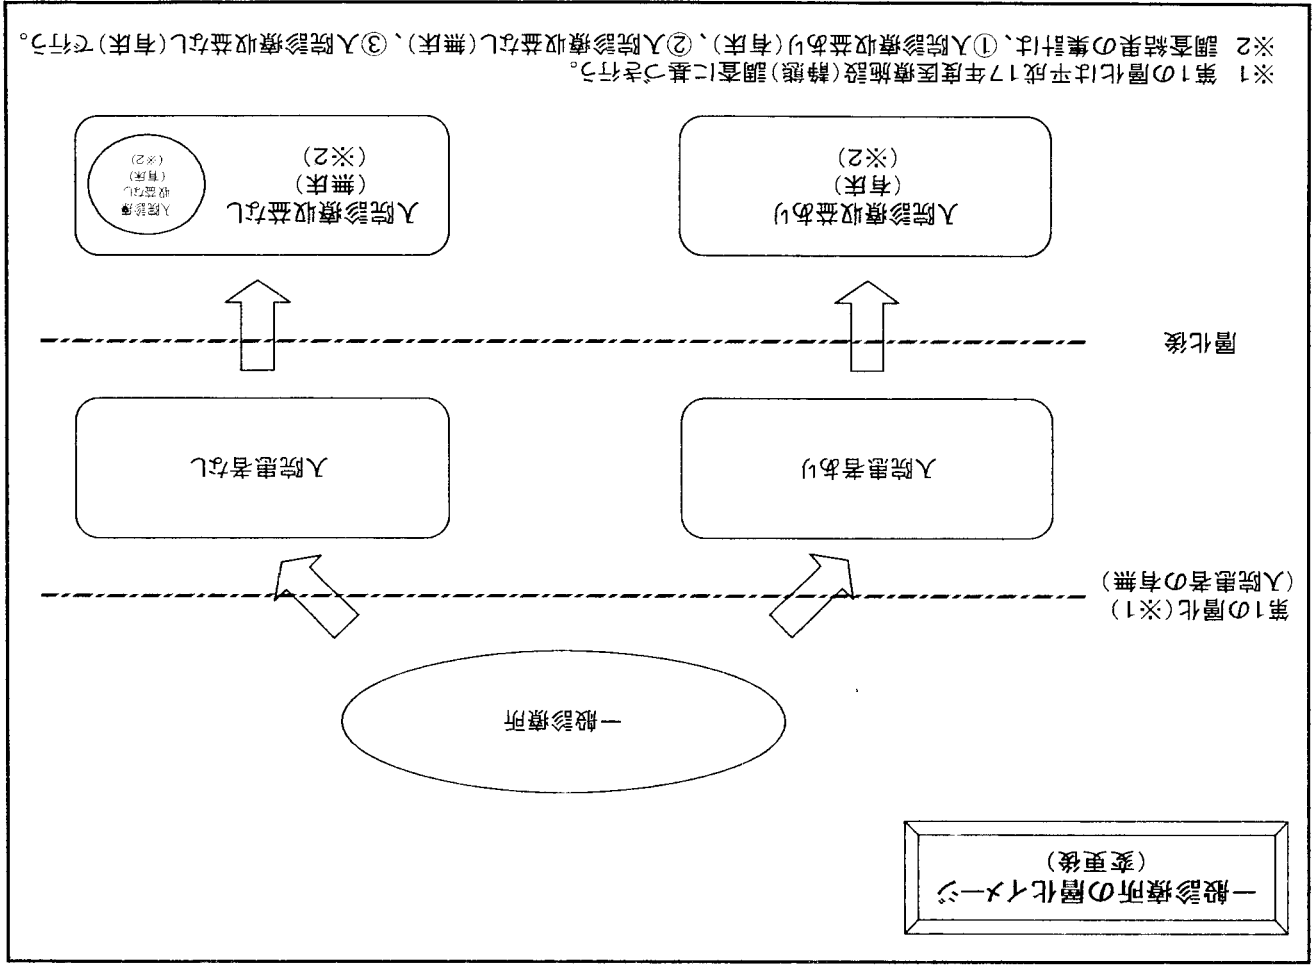 一般診療所の層化イメージ
(変更後)
一般診療所
第1の層化(※1)
(入院患者の有無)
入院患者あり
入院患者なし
層化後
入院診療収益あり
(有床)
(※2)
入院診療収益なし
(無床)
(※2)
入院診療
収益なし
(有床)
(※2)
※1 第1の層化は平成17年度医療施設(静態)調査に基づき行う。
※2 調査結果の集計は、①入院診療収益あり(有床)、②入院診療収益なし(無床)、③入院診療収益なし(有床)で行う。